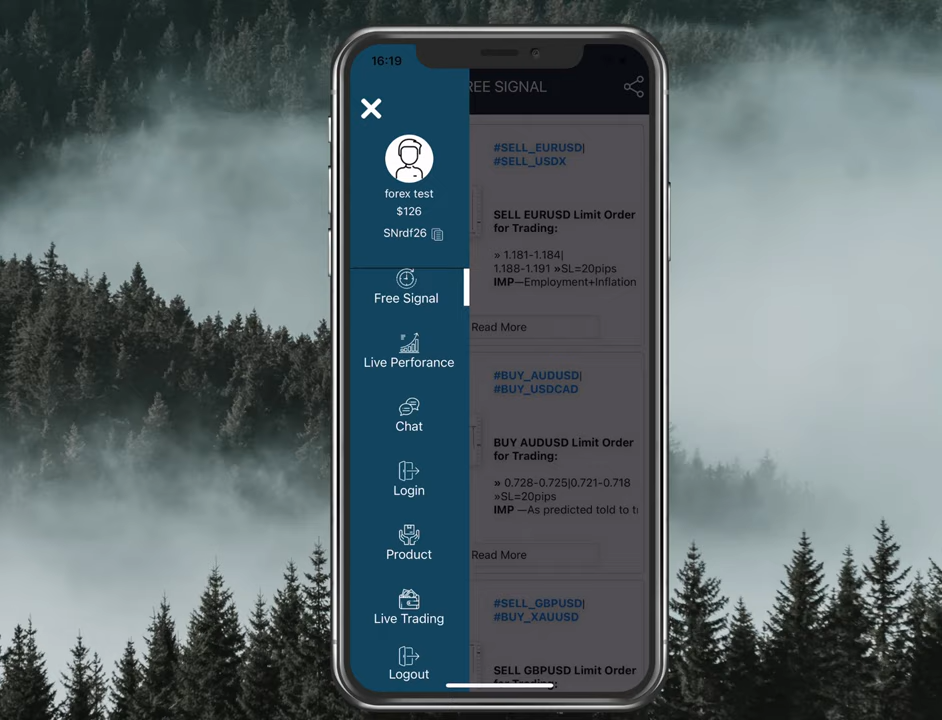 16:19
REE SIGNAL
forex test
$126
SNrdf26
Free Signal
Live Perforance
Chat
Login
Product
Live Trading
Logout
#SELL_EURUSD|
#SELL_USDX
SELL EURUSD Limit Order
for Trading:
» 1.181-1.184|
1.188-1.191 »SL=20pips
IMP—Employment+Inflation
Read More
#BUY_AUDUSD|
#BUY_USDCAD
BUY AUDUSD Limit Order
for Trading:
» 0.728-0.725|0.721-0.718
»SL=20pips
IMP —As predicted told to
Read More
#SELL_GBPUSD|
#BUY_XAUUSD
SELL GBPUSD Limit Order
for Trading: